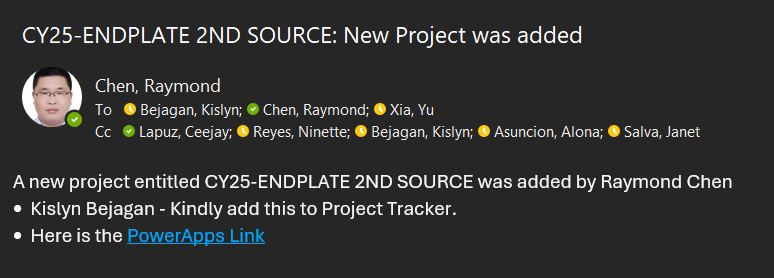 CY25-ENDPLATE 2ND SOURCE: New Project was added
Chen, Raymond
To Bejagan, Kislyn; Chen, Raymond; Xia, Yu
Cc Lapuz, Ceejay; Reyes, Ninette; Bejagan, Kislyn; Asuncion, Alona; Salva, Janet
A new project entitled CY25-ENDPLATE 2ND SOURCE was added by Raymond Chen
• Kislyn Bejagan - Kindly add this to Project Tracker.
• Here is the PowerApps Link